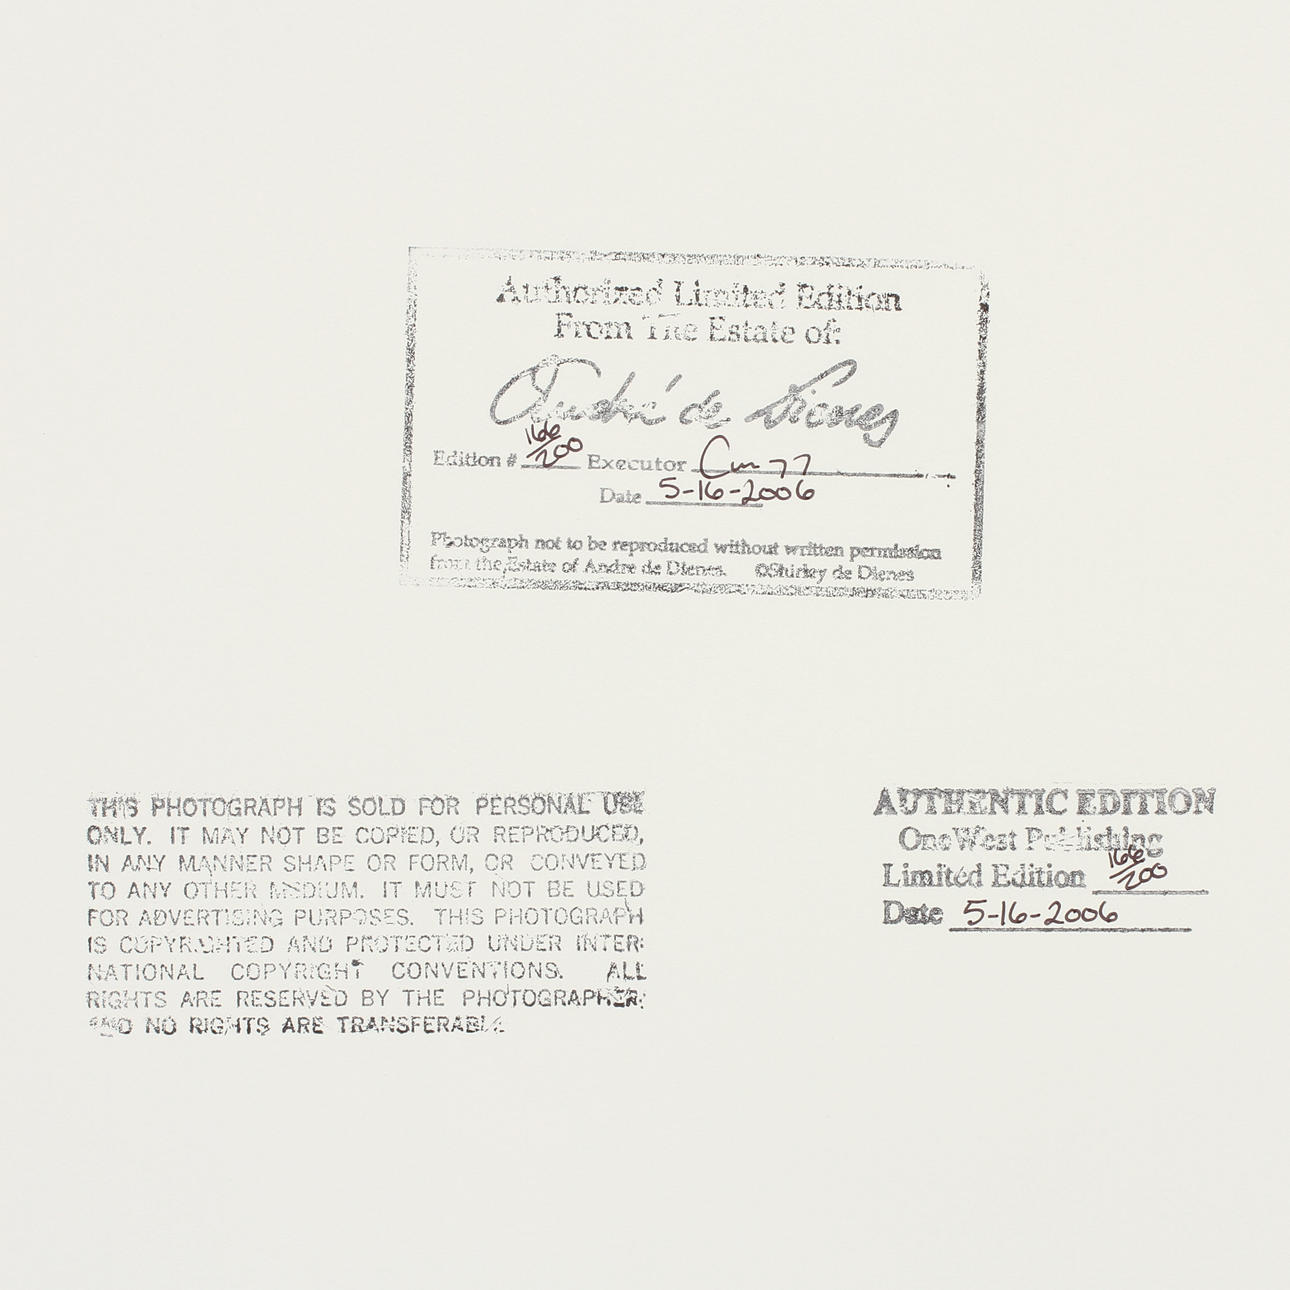 Authorized Limited Edition
From The Estate of:
André de Dienes
Edition # 166/200 Executor
Date 5-16-2006
Photograph not to be reproduced without written permission
from the Estate of Andre de Dienes. ©Shirley de Dienes
THIS PHOTOGRAPH IS SOLD FOR PERSONAL USE
ONLY. IT MAY NOT BE COPIED, OR REPRODUCED,
IN ANY MANNER SHAPE OR FORM, OR CONVEYED
TO ANY OTHER MEDIUM. IT MUST NOT BE USED
FOR ADVERTISING PURPOSES. THIS PHOTOGRAPH
IS COPYRIGHTED AND PROTECTED UNDER INTER-
NATIONAL COPYRIGHT CONVENTIONS. ALL
RIGHTS ARE RESERVED BY THE PHOTOGRAPHER,
AND NO RIGHTS ARE TRANSFERABLE
AUTHENTIC EDITION
OneWest Publishing
Limited Edition 166/200
Date 5-16-2006